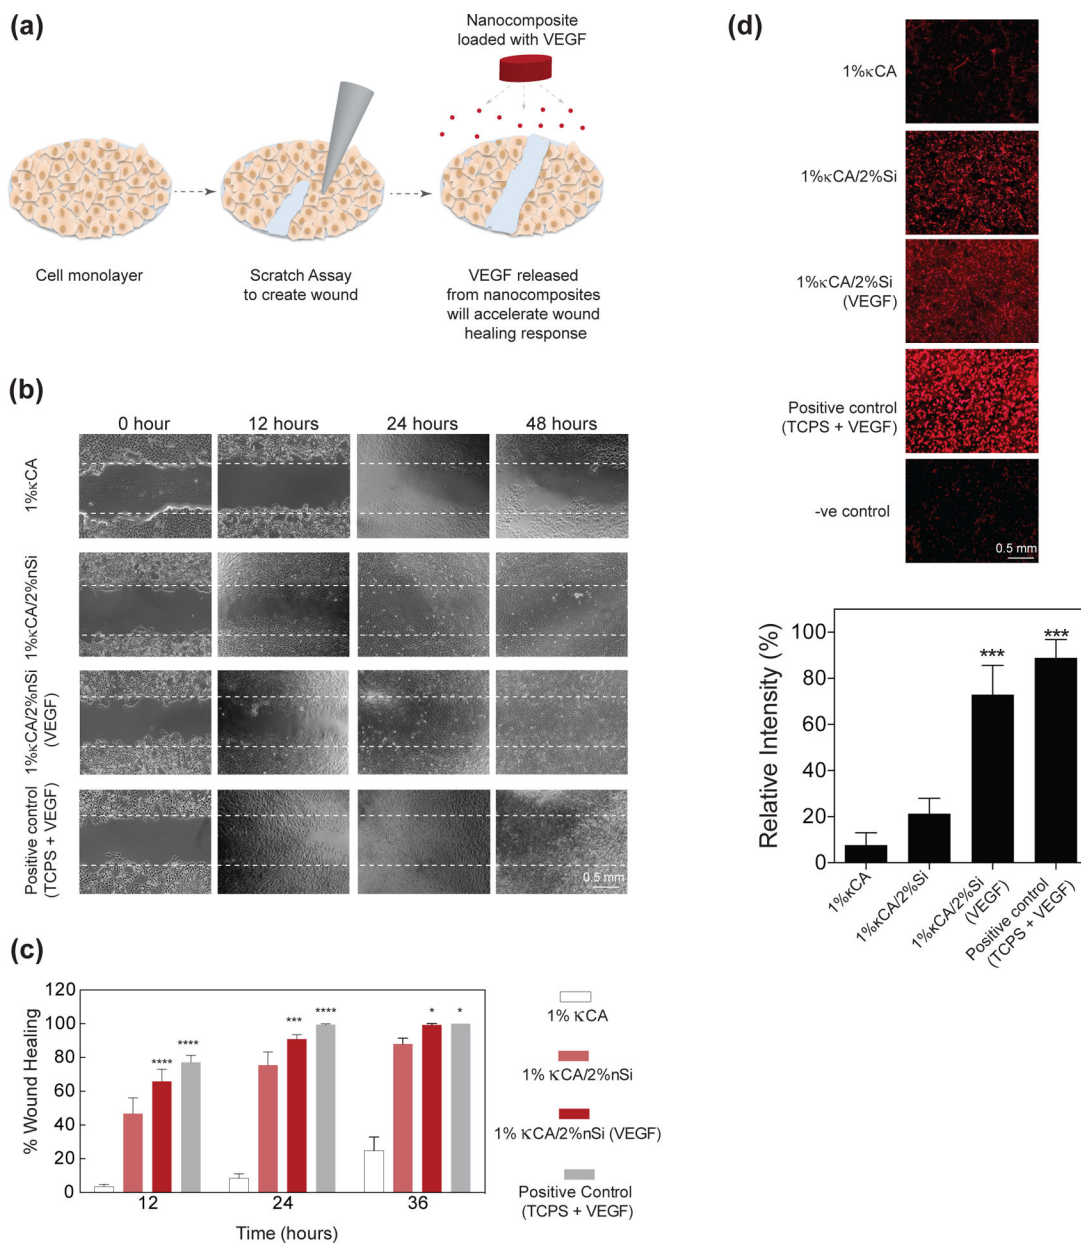 (a)
Nanocomposite
loaded with VEGF
Cell monolayer
Scratch Assay
to create wound
VEGF released
from nanocomposites
will accelerate wound
healing response
(b)
0 hour
12 hours
24 hours
48 hours
1%κCA
1%κCA/2%nSi
1%κCA/2%nSi
(VEGF)
Positive control
(TCPS + VEGF)
0.5 mm
(c)
% Wound Healing
120
100
80
60
40
20
0
****
****
***
****
*
*
12
24
36
Time (hours)
1% κCA
1% κCA/2%nSi
1% κCA/2%nSi (VEGF)
Positive Control
(TCPS + VEGF)
(d)
1%κCA
1%κCA/2%Si
1%κCA/2%Si
(VEGF)
Positive control
(TCPS + VEGF)
-ve control
0.5 mm
Relative Intensity (%)
100
80
60
40
20
0
***
***
1%κCA
1%κCA/2%Si
1%κCA/2%Si
(VEGF)
Positive control
(TCPS + VEGF)